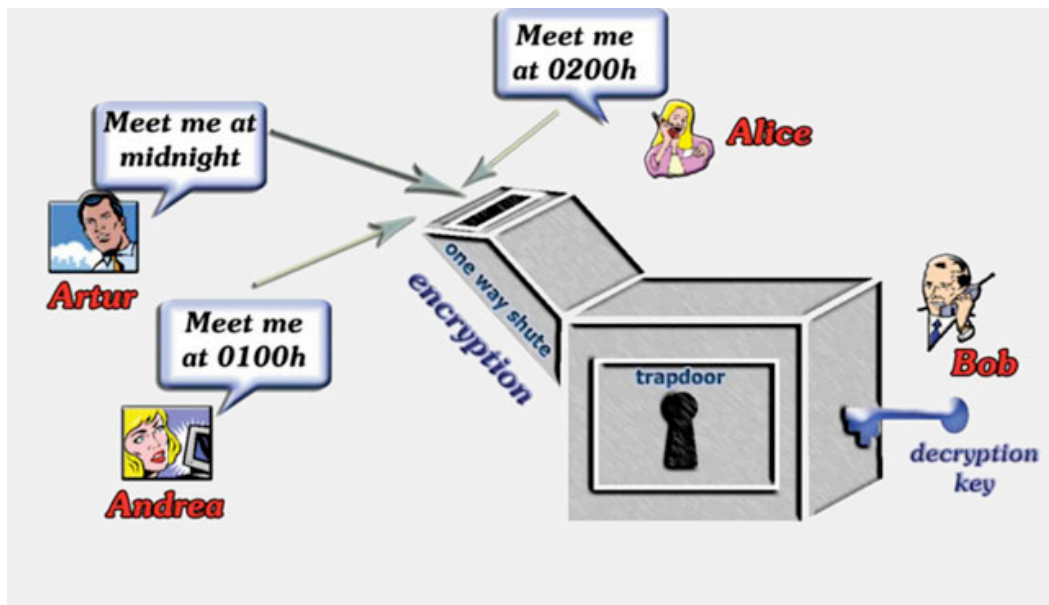 Meet me
at 0200h
Alice
Meet me at
midnight
Artur
one way shute
encryption
Meet me
at 0100h
Andrea
trapdoor
Bob
decryption
key